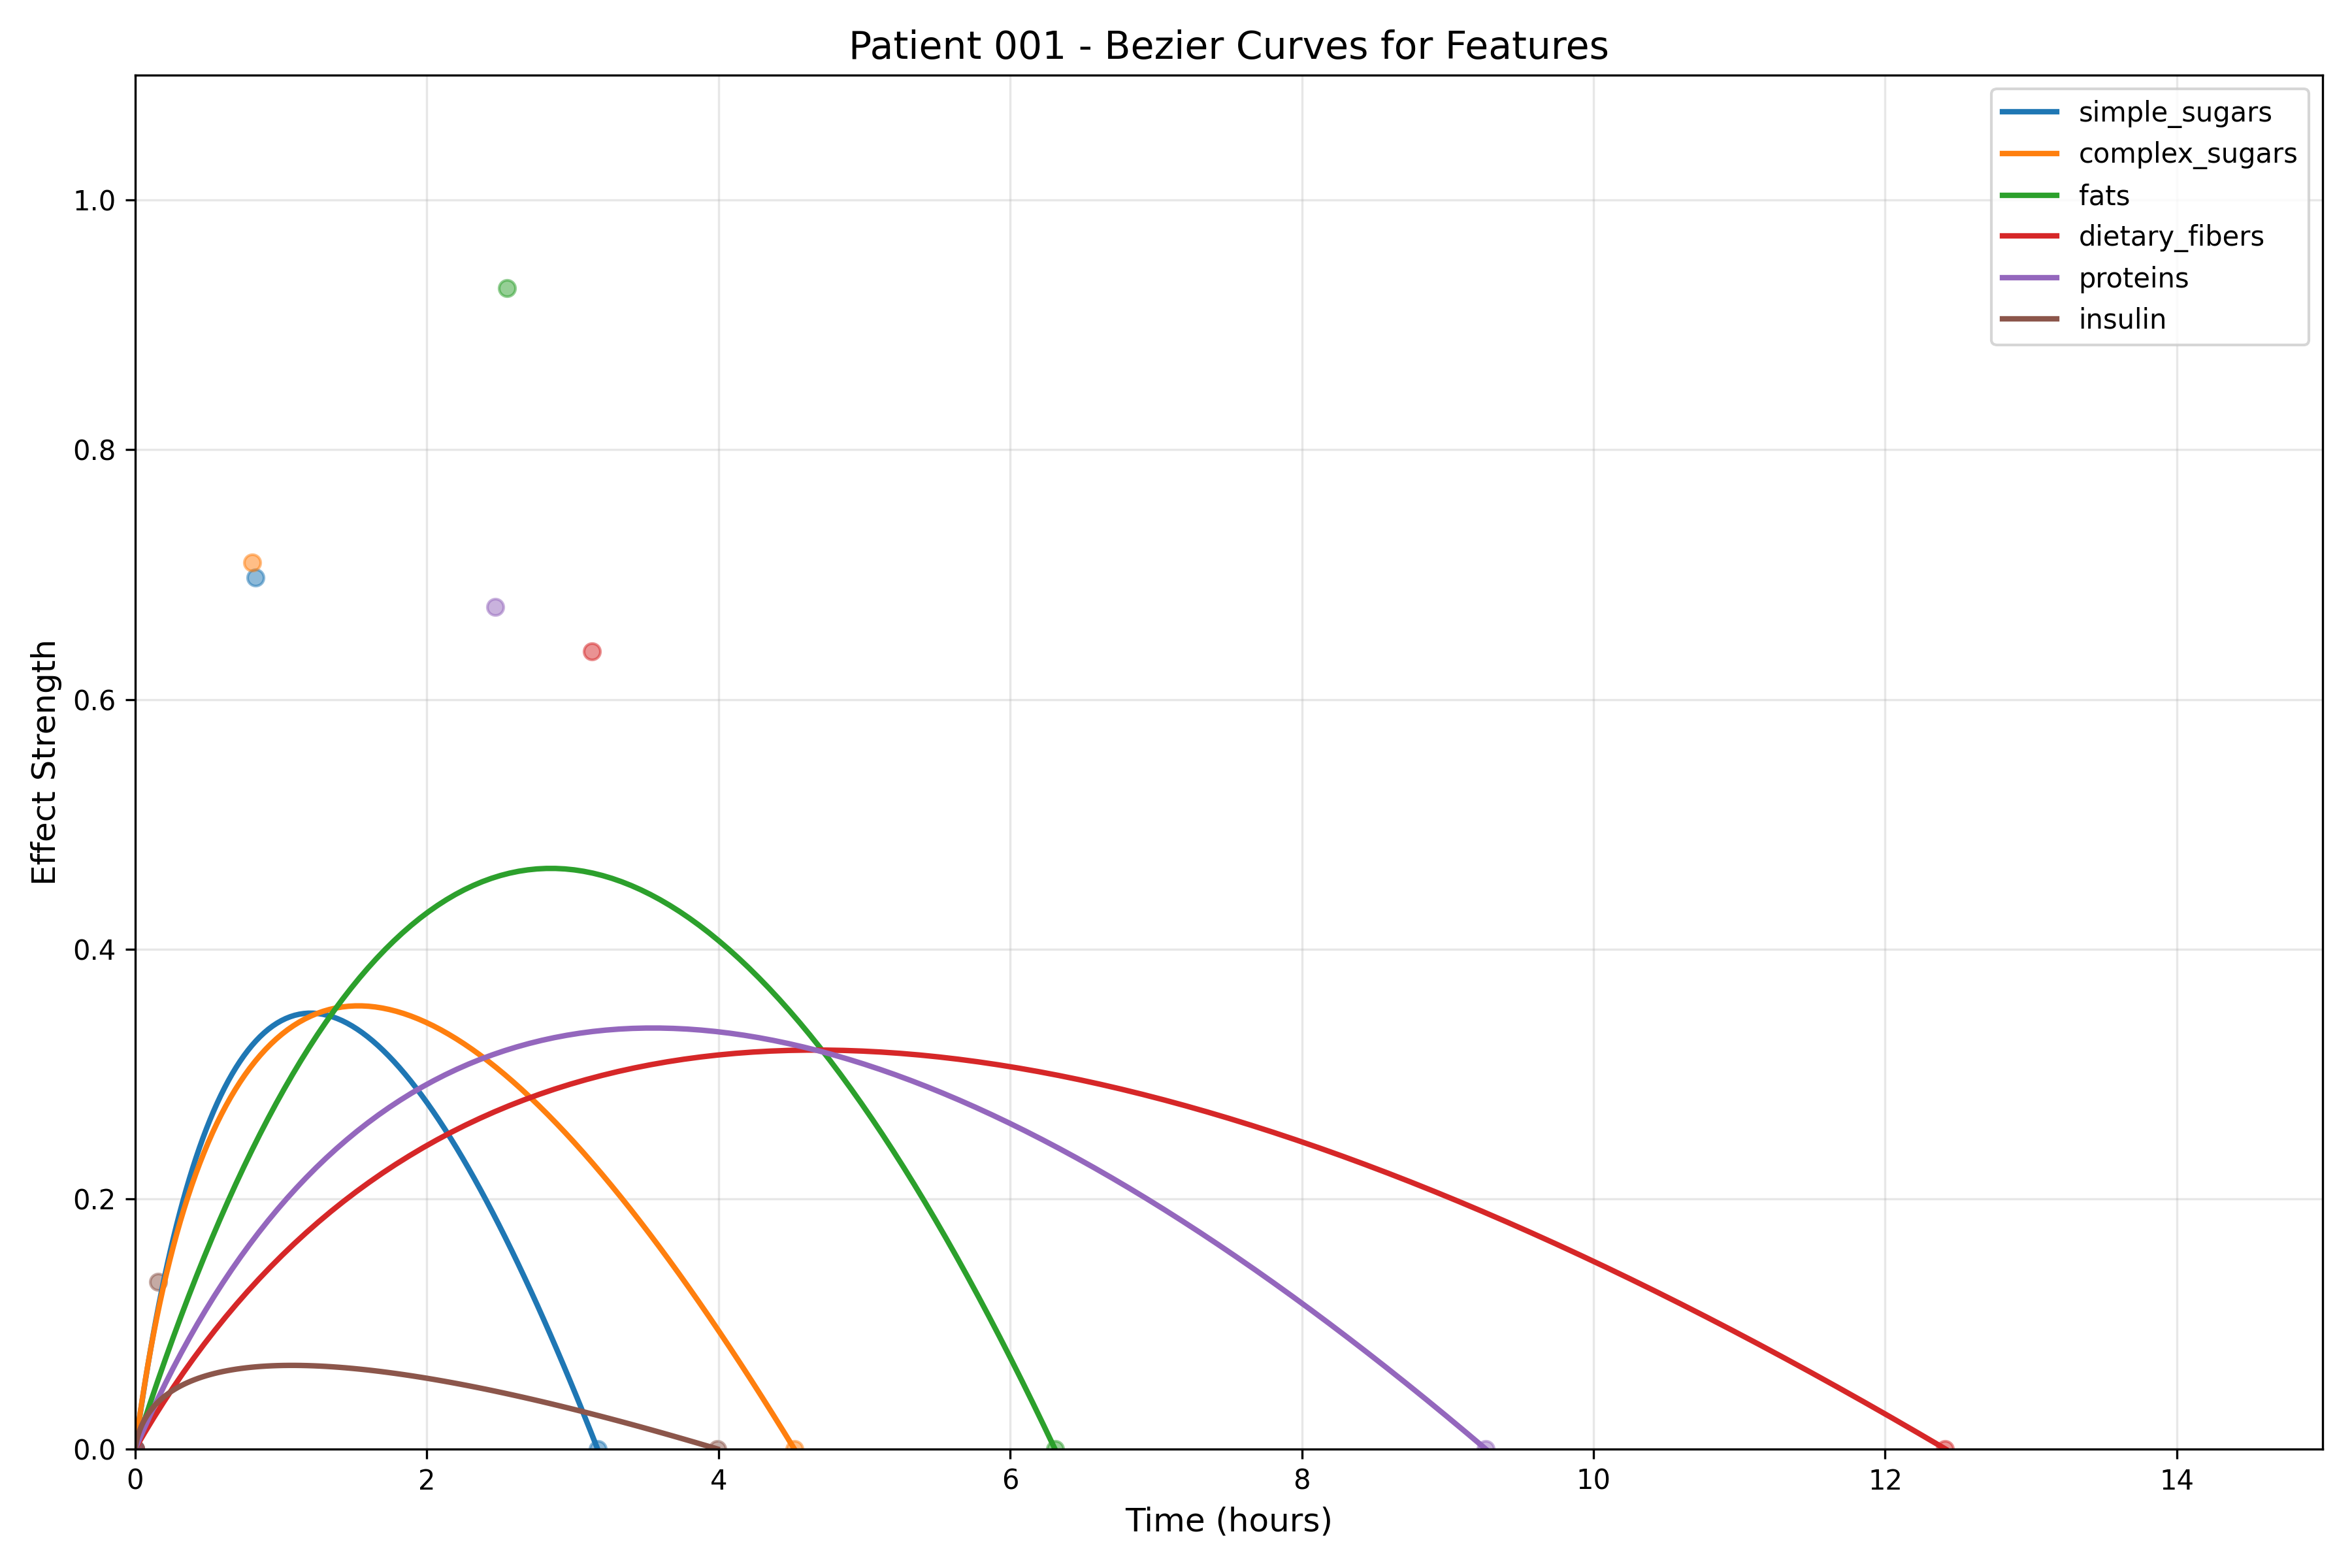 Patient 001 - Bezier Curves for Features
simple_sugars
complex_sugars
fats
dietary_fibers
proteins
insulin
Effect Strength
1.0
0.8
0.6
0.4
0.2
0.0
0 2 4 6 8 10 12 14
Time (hours)